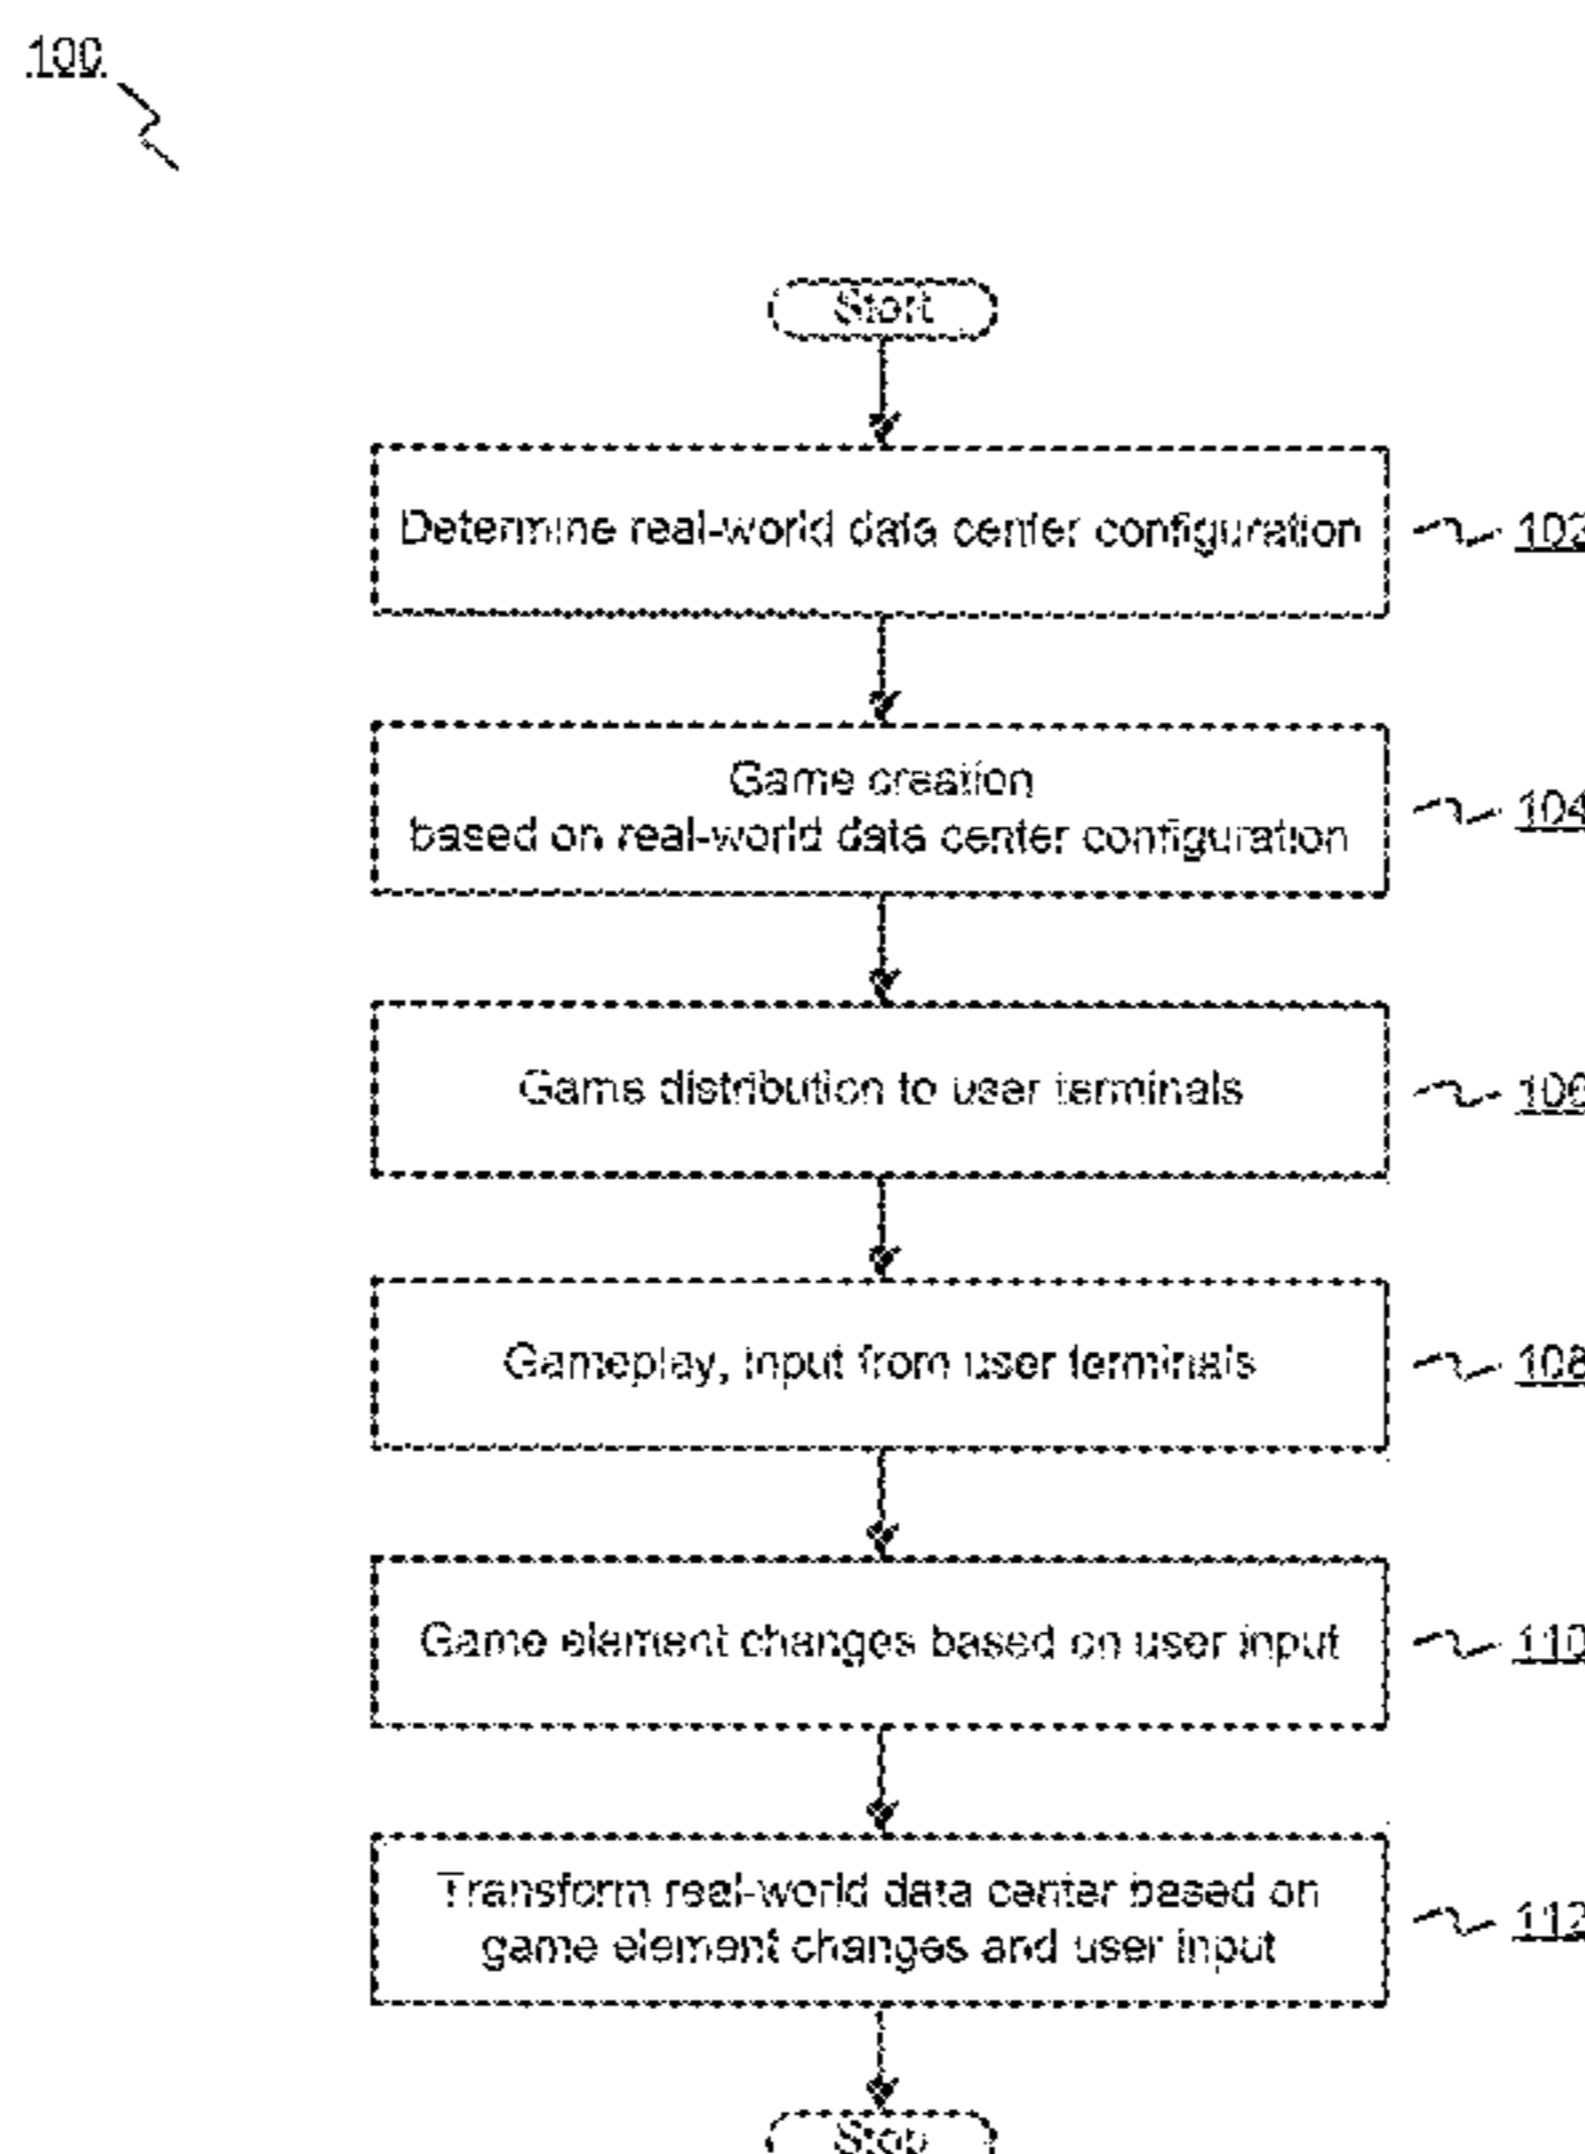 100
Start
Determine real-world data center configuration
102
Game creation
based on real-world data center configuration
104
Game distribution to user terminals
106
Gameplay, input from user terminals
108
Game element changes based on user input
110
Transform real-world data center based on
game element changes and user input
112
Stop